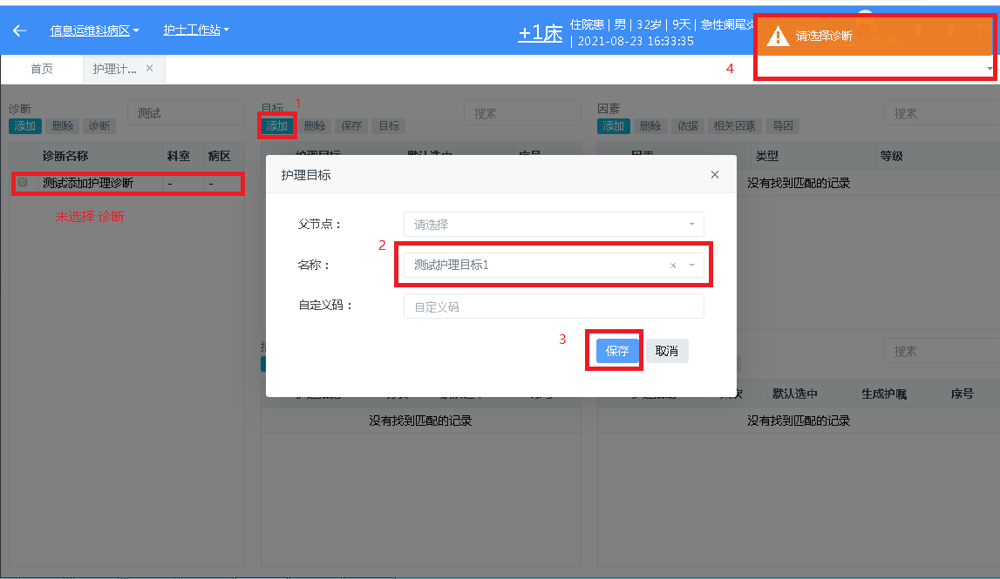 信息运维科病区
护士工作站
+1床
住院患 | 男 | 32岁 | 9天 | 急性阑尾炎
| 2021-08-23 16:33:35
请选择诊断
4
首页
护理计... ×
诊断
添加 删除 诊断
测试
诊断名称 科室 病区
测试添加护理诊断 - -
未选择 诊断
目标
1
添加 删除 保存 目标
搜索
护理目标 默认选中 序号
因素
添加 删除 依据 相关因素 导因
搜索
因素 类型 等级
没有找到匹配的记录
护理目标 ×
父节点：
请选择
2
名称：
测试护理目标1 ×
自定义码：
自定义码
3
保存 取消
搜索
没有找到匹配的记录
默认选中 生成护嘱 序号
没有找到匹配的记录